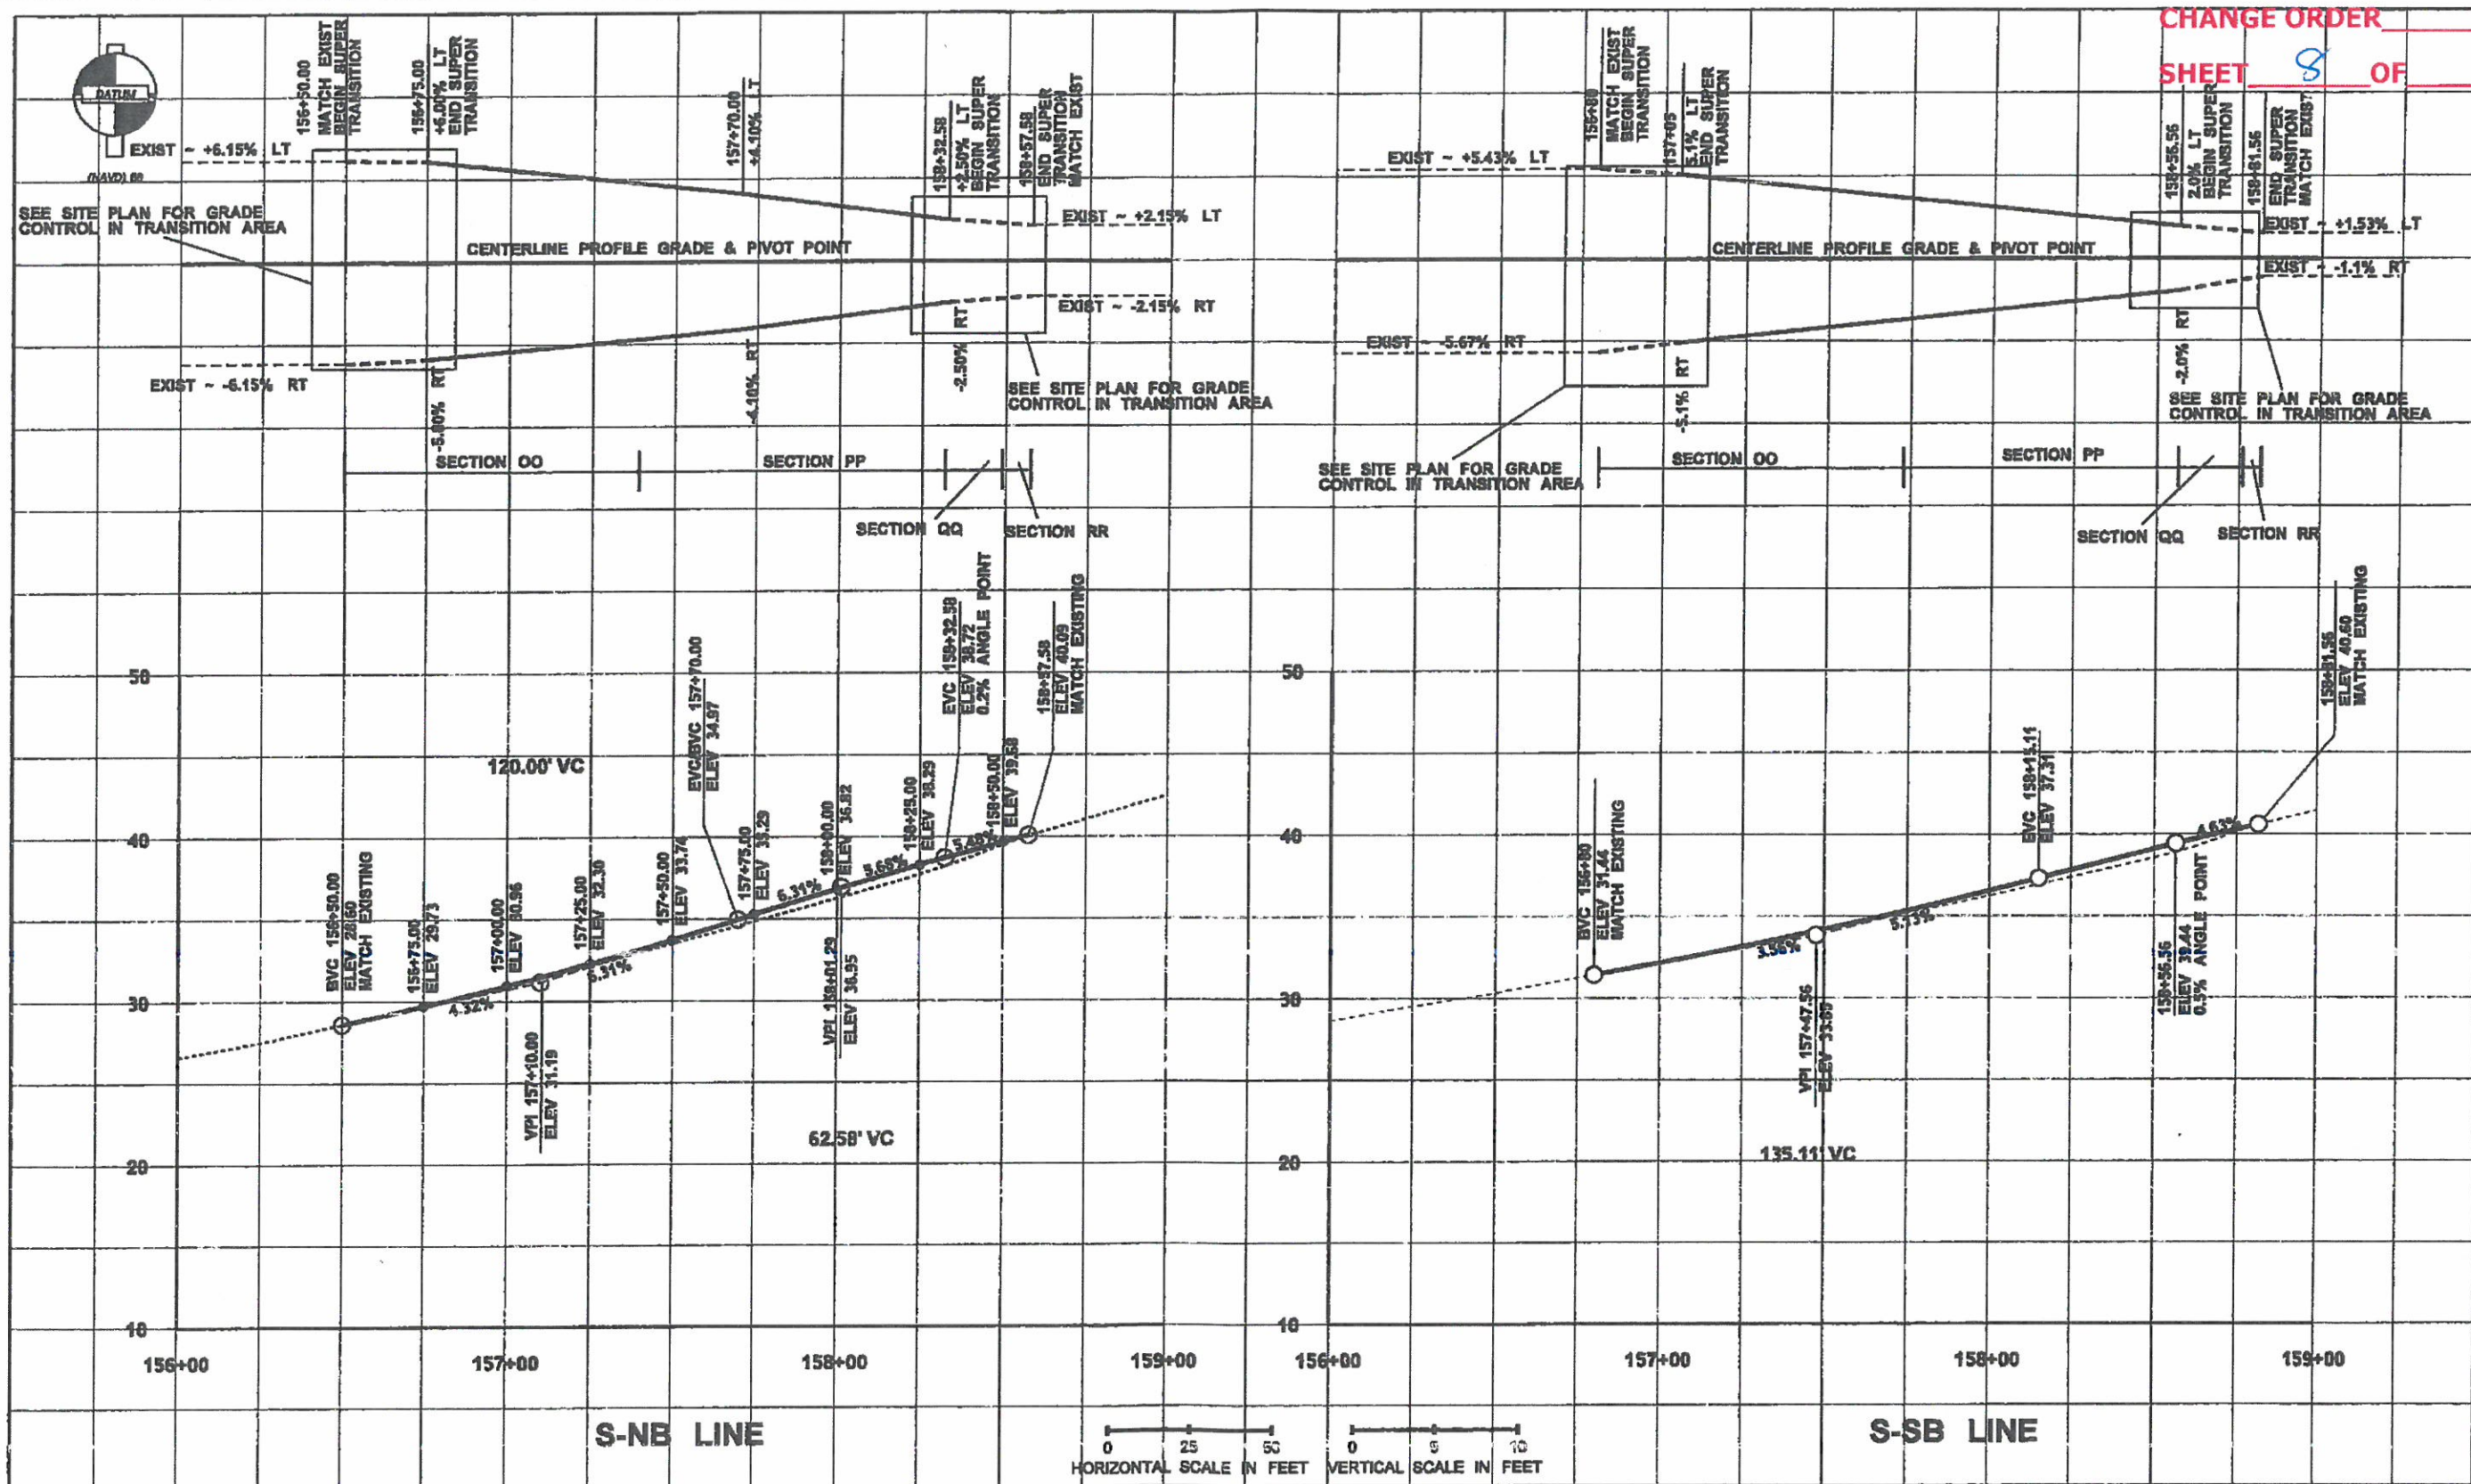 CHANGE ORDER
SHEET 8 OF
DATUM
(NAVD) 88
156+50.00
MATCH EXIST
BEGIN SUPER
TRANSITION
156+75.00
+6.00% LT
END SUPER
TRANSITION
157+70.00
+4.10% LT
158+32.58
+2.50% LT
BEGIN SUPER
TRANSITION
158+57.58
END SUPER
TRANSITION
MATCH EXIST
EXIST ~ +6.15% LT
SEE SITE PLAN FOR GRADE
CONTROL IN TRANSITION AREA
CENTERLINE PROFILE GRADE & PIVOT POINT
EXIST ~ +2.15% LT
EXIST ~ -2.15% RT
EXIST ~ -6.15% RT
-4.10% RT
-2.50% RT
SEE SITE PLAN FOR GRADE
CONTROL IN TRANSITION AREA
SECTION OO
SECTION PP
SECTION QQ
SECTION RR
156+80
MATCH EXIST
BEGIN SUPER
TRANSITION
157+05
5.1% LT
END SUPER
TRANSITION
158+56.56
2.0% LT
BEGIN SUPER
TRANSITION
158+81.56
END SUPER
TRANSITION
MATCH EXIST
EXIST ~ +5.43% LT
CENTERLINE PROFILE GRADE & PIVOT POINT
EXIST ~ +1.53% LT
EXIST ~ -1.1% RT
EXIST ~ -5.67% RT
-5.1% RT
-2.0% RT
SEE SITE PLAN FOR GRADE
CONTROL IN TRANSITION AREA
SEE SITE PLAN FOR GRADE
CONTROL IN TRANSITION AREA
SECTION OO
SECTION PP
SECTION QQ
SECTION RR
50
40
30
20
10
120.00' VC
BVC 156+50.00
ELEV 28.60
MATCH EXISTING
156+75.00
ELEV 29.73
157+00.00
ELEV 30.96
157+25.00
ELEV 32.30
157+50.00
ELEV 33.74
EVC/BVC 157+70.00
ELEV 34.97
157+75.00
ELEV 35.29
158+00.00
ELEV 36.82
158+25.00
ELEV 38.29
EVC 158+32.58
ELEV 38.72
0.2% ANGLE POINT
158+50.00
ELEV 39.68
158+57.58
ELEV 40.09
MATCH EXISTING
4.32%
6.31%
6.31%
5.68%
5.48%
VPI 157+10.00
ELEV 31.19
VPI 158+01.29
ELEV 36.95
62.58' VC
156+00
157+00
158+00
159+00
S-NB LINE
50
40
30
20
10
BVC 156+80
ELEV 31.44
MATCH EXISTING
EVC 158+15.11
ELEV 37.31
158+81.56
ELEV 40.60
MATCH EXISTING
3.56%
5.13%
4.63%
VPI 157+47.56
ELEV 33.85
158+56.56
ELEV 39.44
0.5% ANGLE POINT
135.11' VC
156+00
157+00
158+00
159+00
S-SB LINE
0 25 50
HORIZONTAL SCALE IN FEET
0 5 10
VERTICAL SCALE IN FEET